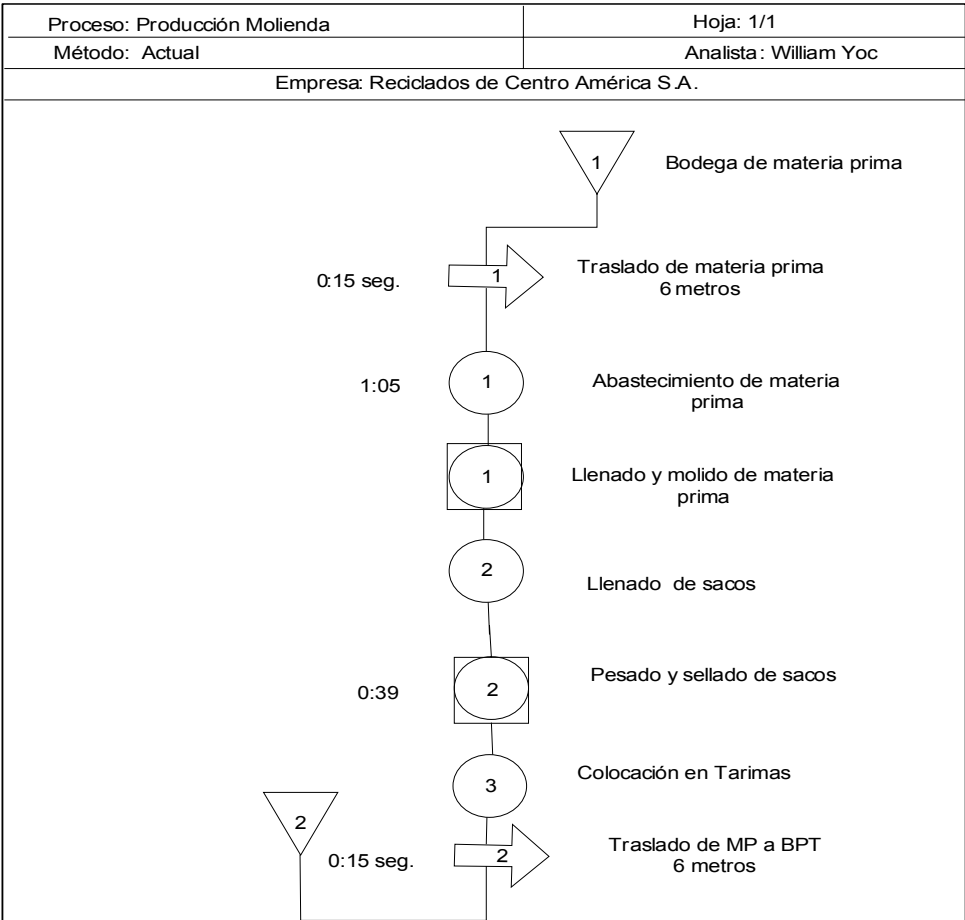 Proceso: Producción Molienda
Hoja: 1/1
Método: Actual
Analista: William Yoc
Empresa: Reciclados de Centro América S.A.
1
Bodega de materia prima
0:15 seg.
1
Traslado de materia prima
6 metros
1:05
1
Abastecimiento de materia
prima
1
Llenado y molido de materia
prima
2
Llenado de sacos
0:39
2
Pesado y sellado de sacos
3
Colocación en Tarimas
2
0:15 seg.
2
Traslado de MP a BPT
6 metros